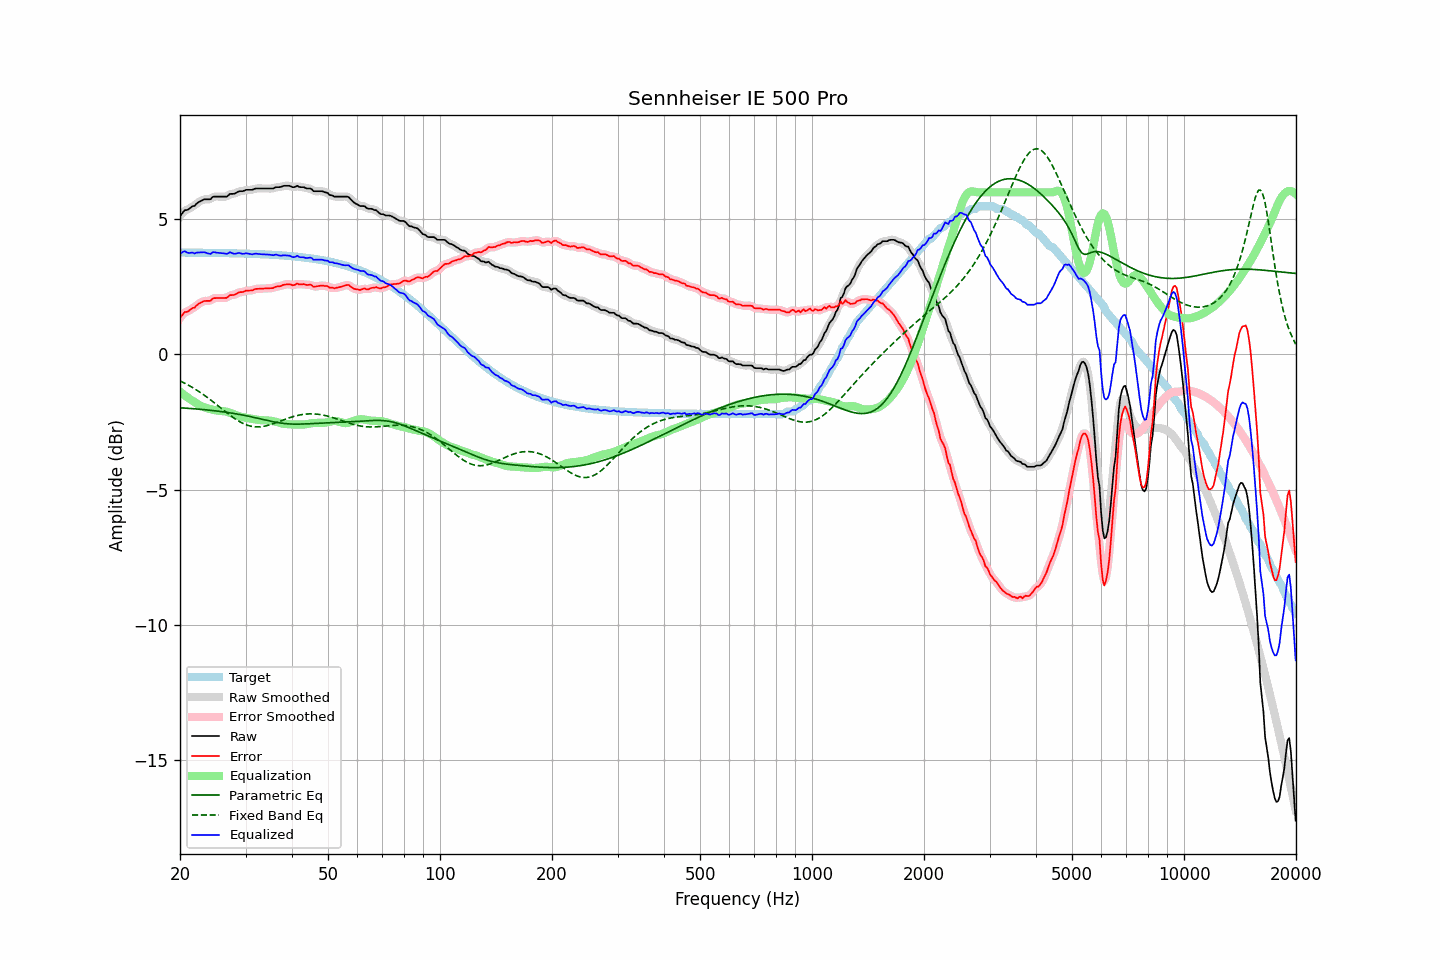 Sennheiser IE 500 Pro
Amplitude (dBr)
5
0
−5
−10
−15
Target
Raw Smoothed
Error Smoothed
Raw
Error
Equalization
Parametric Eq
Fixed Band Eq
Equalized
20 50 100 200 500 1000 2000 5000 10000 20000
Frequency (Hz)